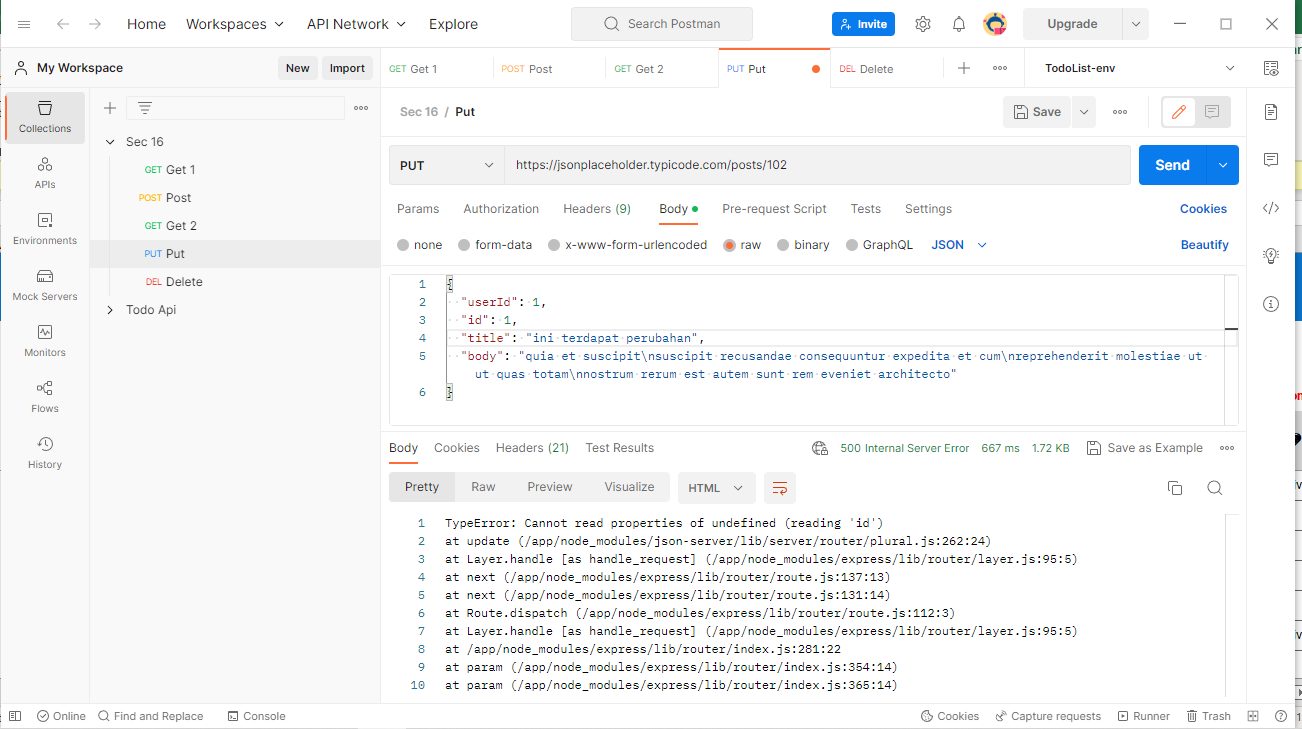 Home Workspaces API Network Explore Search Postman Invite Upgrade
My Workspace New Import GET Get 1 POST Post GET Get 2 PUT Put DEL Delete TodoList-env
Collections
APIs
Environments
Mock Servers
Monitors
Flows
History
Sec 16
GET Get 1
POST Post
GET Get 2
PUT Put
DEL Delete
Todo Api
Sec 16 / Put Save
PUT https://jsonplaceholder.typicode.com/posts/102 Send
Params Authorization Headers (9) Body Pre-request Script Tests Settings Cookies
none form-data x-www-form-urlencoded raw binary GraphQL JSON Beautify
1 {
2 "userId": 1,
3 "id": 1,
4 "title": "ini terdapat perubahan",
5 "body": "quia et suscipit\nsuscipit recusandae consequuntur expedita et cum\nreprehenderit molestiae ut
ut quas totam\nnostrum rerum est autem sunt rem eveniet architecto"
6 }
Body Cookies Headers (21) Test Results 500 Internal Server Error 667 ms 1.72 KB Save as Example
Pretty Raw Preview Visualize HTML
1 TypeError: Cannot read properties of undefined (reading 'id')
2 at update (/app/node_modules/json-server/lib/server/router/plural.js:262:24)
3 at Layer.handle [as handle_request] (/app/node_modules/express/lib/router/layer.js:95:5)
4 at next (/app/node_modules/express/lib/router/route.js:137:13)
5 at next (/app/node_modules/express/lib/router/route.js:131:14)
6 at Route.dispatch (/app/node_modules/express/lib/router/route.js:112:3)
7 at Layer.handle [as handle_request] (/app/node_modules/express/lib/router/layer.js:95:5)
8 at /app/node_modules/express/lib/router/index.js:281:22
9 at param (/app/node_modules/express/lib/router/index.js:354:14)
10 at param (/app/node_modules/express/lib/router/index.js:365:14)
Online Find and Replace Console Cookies Capture requests Runner Trash